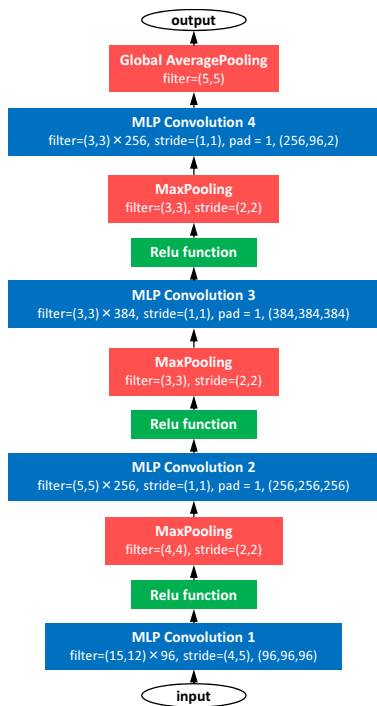 output
Global AveragePooling
filter=(5,5)
MLP Convolution 4
filter=(3,3)×256, stride=(1,1), pad = 1, (256,96,2)
MaxPooling
filter=(3,3), stride=(2,2)
Relu function
MLP Convolution 3
filter=(3,3)×384, stride=(1,1), pad = 1, (384,384,384)
MaxPooling
filter=(3,3), stride=(2,2)
Relu function
MLP Convolution 2
filter=(5,5)×256, stride=(1,1), pad = 1, (256,256,256)
MaxPooling
filter=(4,4), stride=(2,2)
Relu function
MLP Convolution 1
filter=(15,12)×96, stride=(4,5), (96,96,96)
input